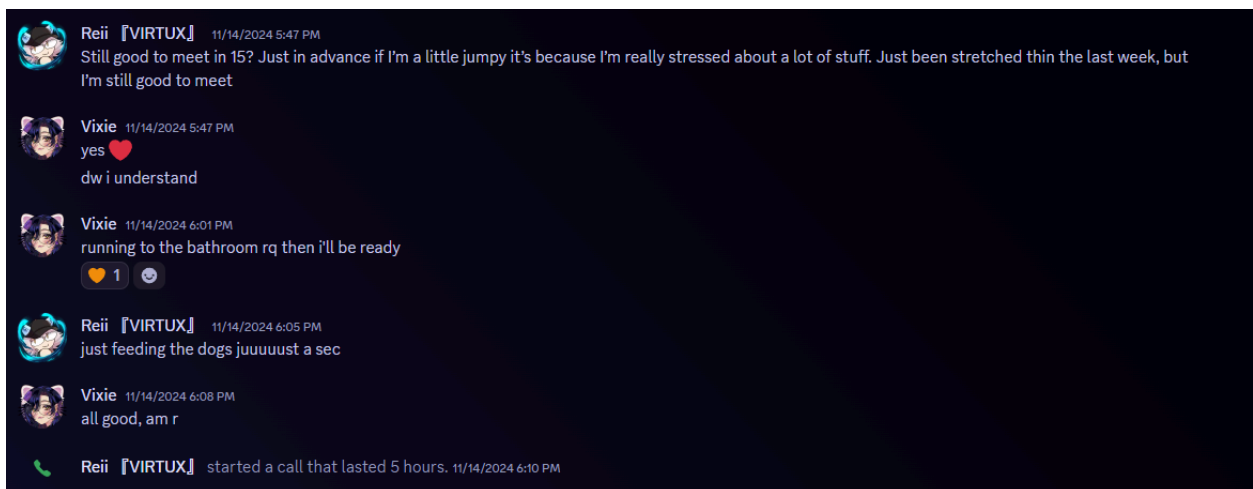 Reii 『VIRTUX』 11/14/2024 5:47 PM
Still good to meet in 15? Just in advance if I'm a little jumpy it's because I'm really stressed about a lot of stuff. Just been stretched thin the last week, but
I'm still good to meet
Vixie 11/14/2024 5:47 PM
yes ❤️
dw i understand
Vixie 11/14/2024 6:01 PM
running to the bathroom rq then i'll be ready
🧡 1
Reii 『VIRTUX』 11/14/2024 6:05 PM
just feeding the dogs juuuuust a sec
Vixie 11/14/2024 6:08 PM
all good, am r
Reii 『VIRTUX』 started a call that lasted 5 hours. 11/14/2024 6:10 PM